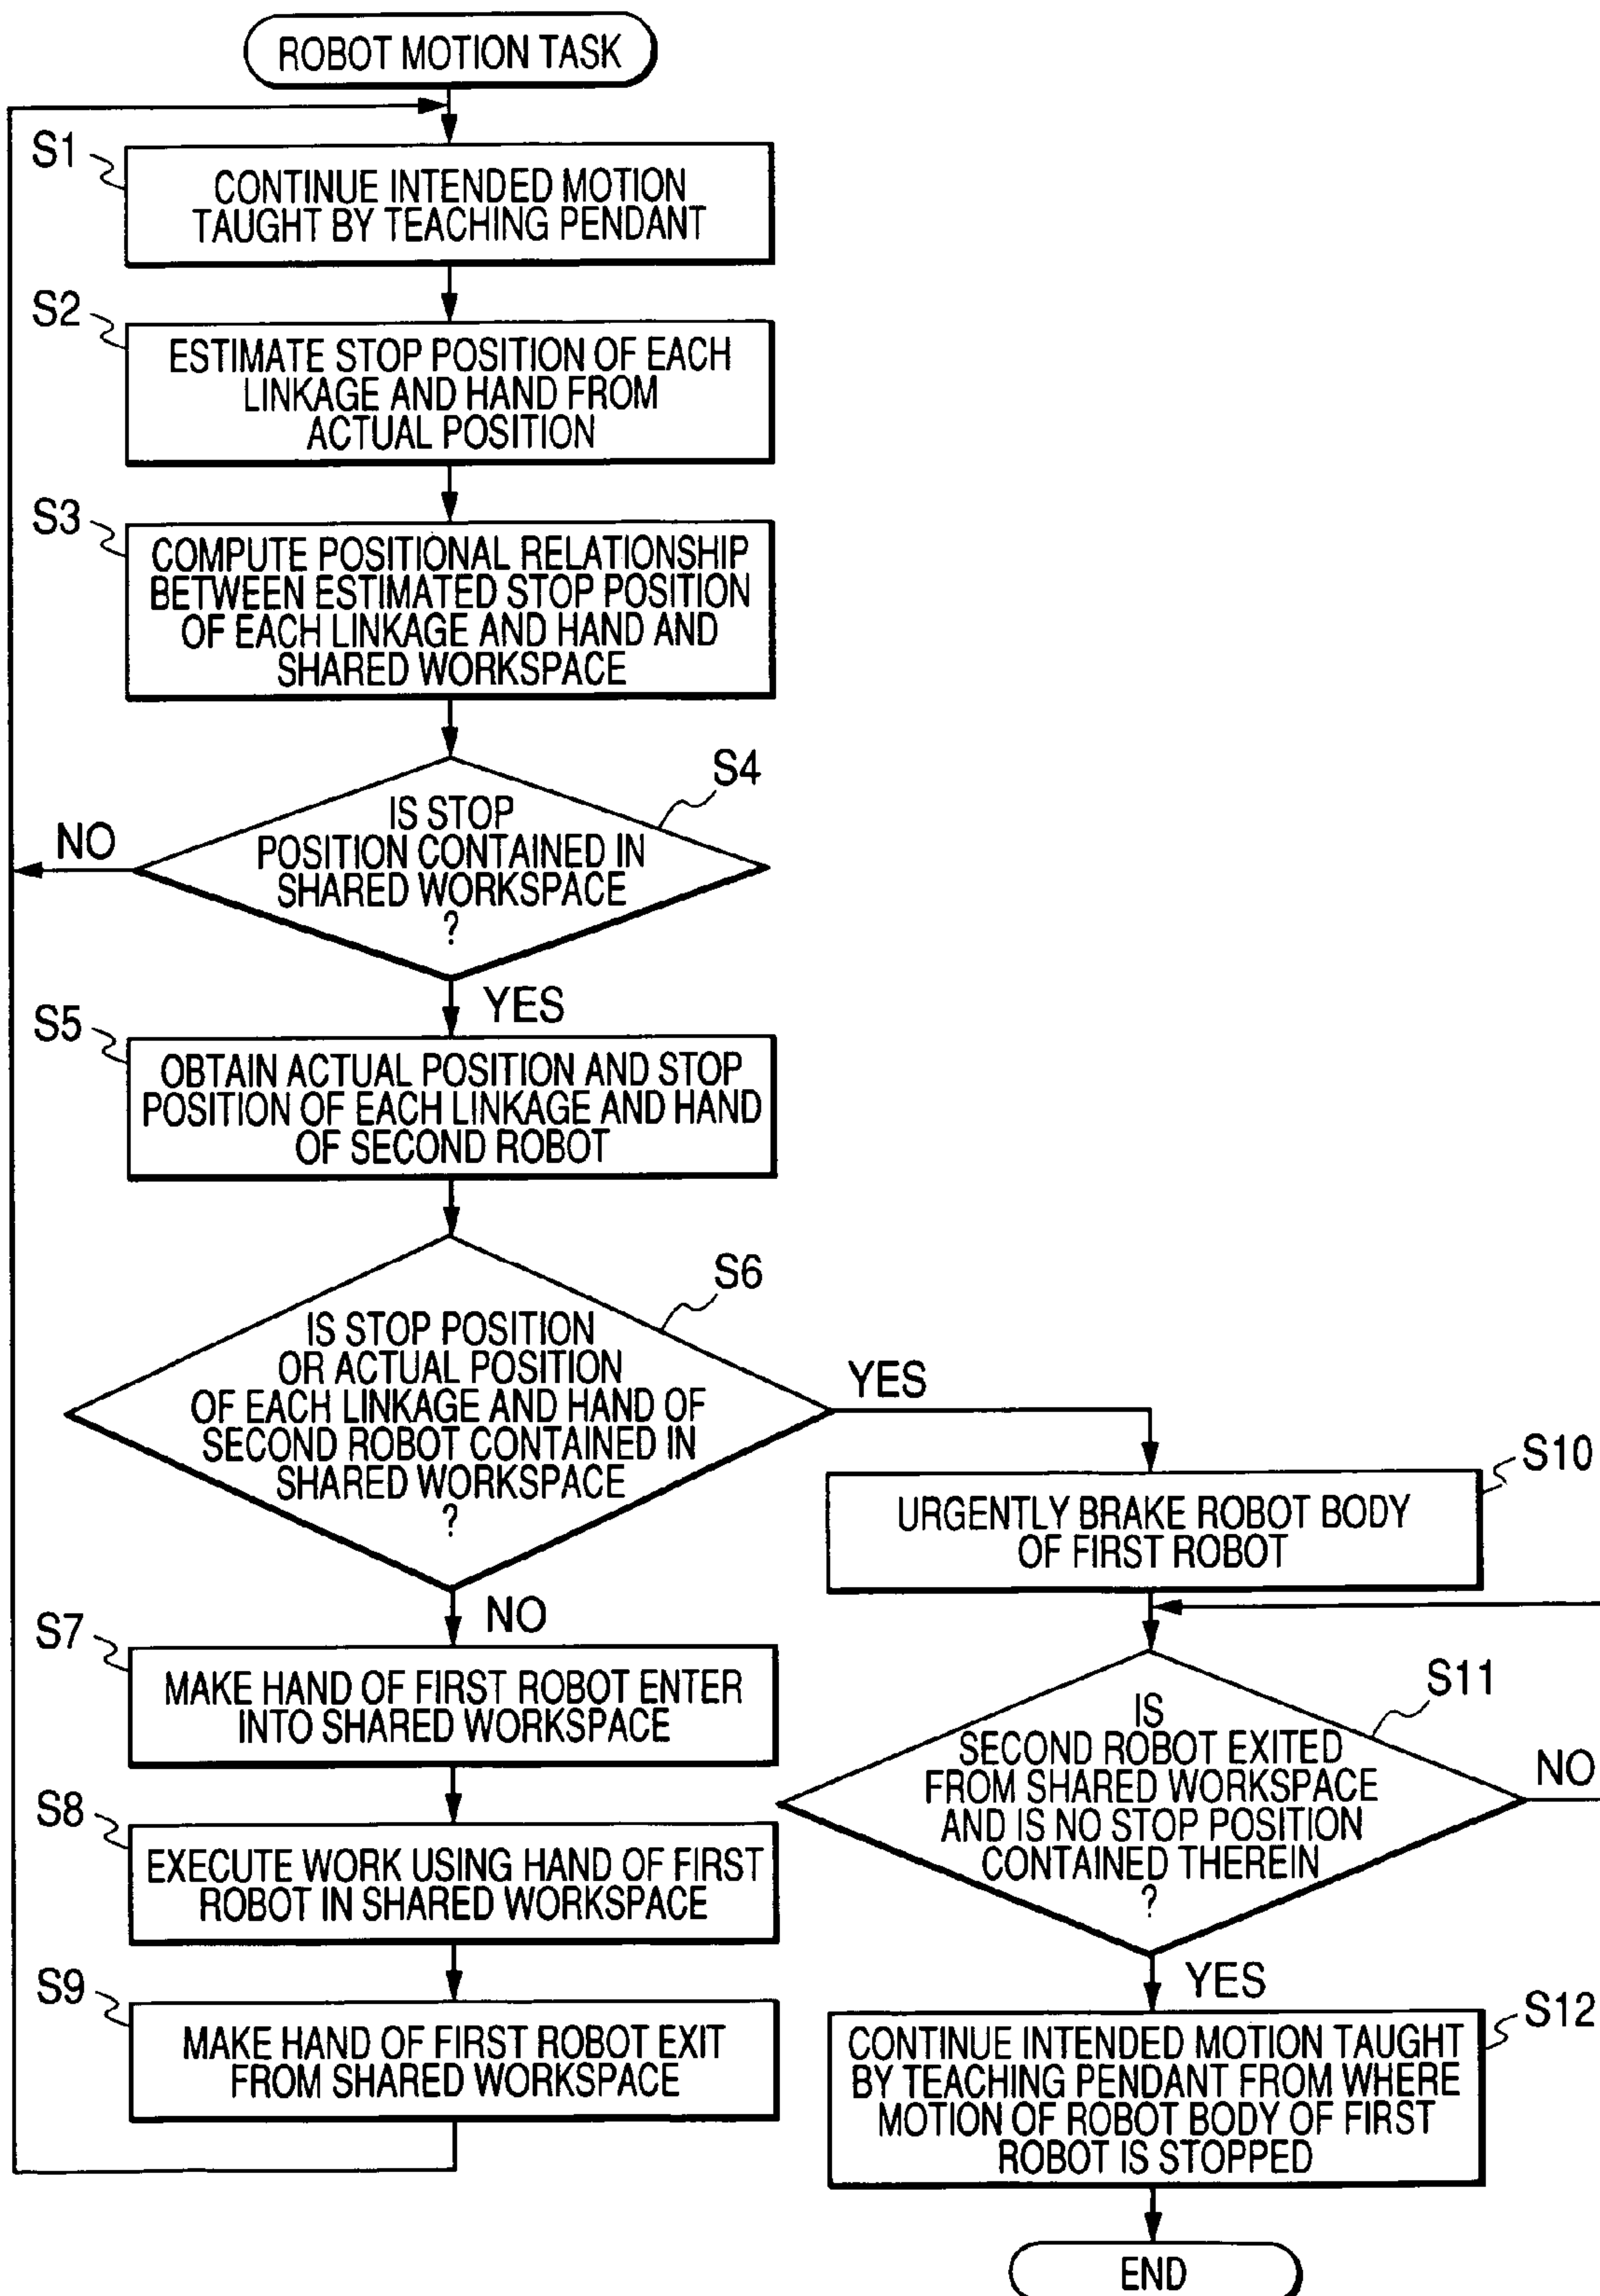 ROBOT MOTION TASK
S1
CONTINUE INTENDED MOTION
TAUGHT BY TEACHING PENDANT
S2
ESTIMATE STOP POSITION OF EACH
LINKAGE AND HAND FROM
ACTUAL POSITION
S3
COMPUTE POSITIONAL RELATIONSHIP
BETWEEN ESTIMATED STOP POSITION
OF EACH LINKAGE AND HAND AND
SHARED WORKSPACE
S4
IS STOP
POSITION CONTAINED IN
SHARED WORKSPACE
?
NO
YES
S5
OBTAIN ACTUAL POSITION AND STOP
POSITION OF EACH LINKAGE AND HAND
OF SECOND ROBOT
S6
IS STOP POSITION
OR ACTUAL POSITION
OF EACH LINKAGE AND HAND OF
SECOND ROBOT CONTAINED IN
SHARED WORKSPACE
?
YES
NO
S7
MAKE HAND OF FIRST ROBOT ENTER
INTO SHARED WORKSPACE
S8
EXECUTE WORK USING HAND OF FIRST
ROBOT IN SHARED WORKSPACE
S9
MAKE HAND OF FIRST ROBOT EXIT
FROM SHARED WORKSPACE
S10
URGENTLY BRAKE ROBOT BODY
OF FIRST ROBOT
S11
IS
SECOND ROBOT EXITED
FROM SHARED WORKSPACE
AND IS NO STOP POSITION
CONTAINED THEREIN
?
NO
YES
S12
CONTINUE INTENDED MOTION TAUGHT
BY TEACHING PENDANT FROM WHERE
MOTION OF ROBOT BODY OF FIRST
ROBOT IS STOPPED
END